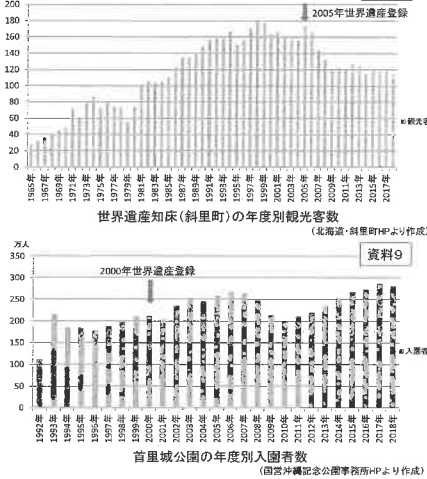 200
180
160
140
120
100
80
60
40
20
0
2005年世界遺産登録
■観光客
1965年
1967年
1969年
1971年
1973年
1975年
1977年
1979年
1981年
1983年
1985年
1987年
1989年
1991年
1993年
1995年
1997年
1999年
2001年
2003年
2005年
2007年
2009年
2011年
2013年
2015年
2017年
世界遺産知床(斜里町)の年度別観光客数
(北海道・斜里町HPより作成)
資料9
万人
350
300
250
200
150
100
50
0
2000年世界遺産登録
■入園者
1992年
1993年
1994年
1995年
1996年
1997年
1998年
1999年
2000年
2001年
2002年
2003年
2004年
2005年
2006年
2007年
2008年
2009年
2010年
2011年
2012年
2013年
2014年
2015年
2016年
2017年
2018年
首里城公園の年度別入園者数
(国営沖縄記念公園事務所HPより作成)